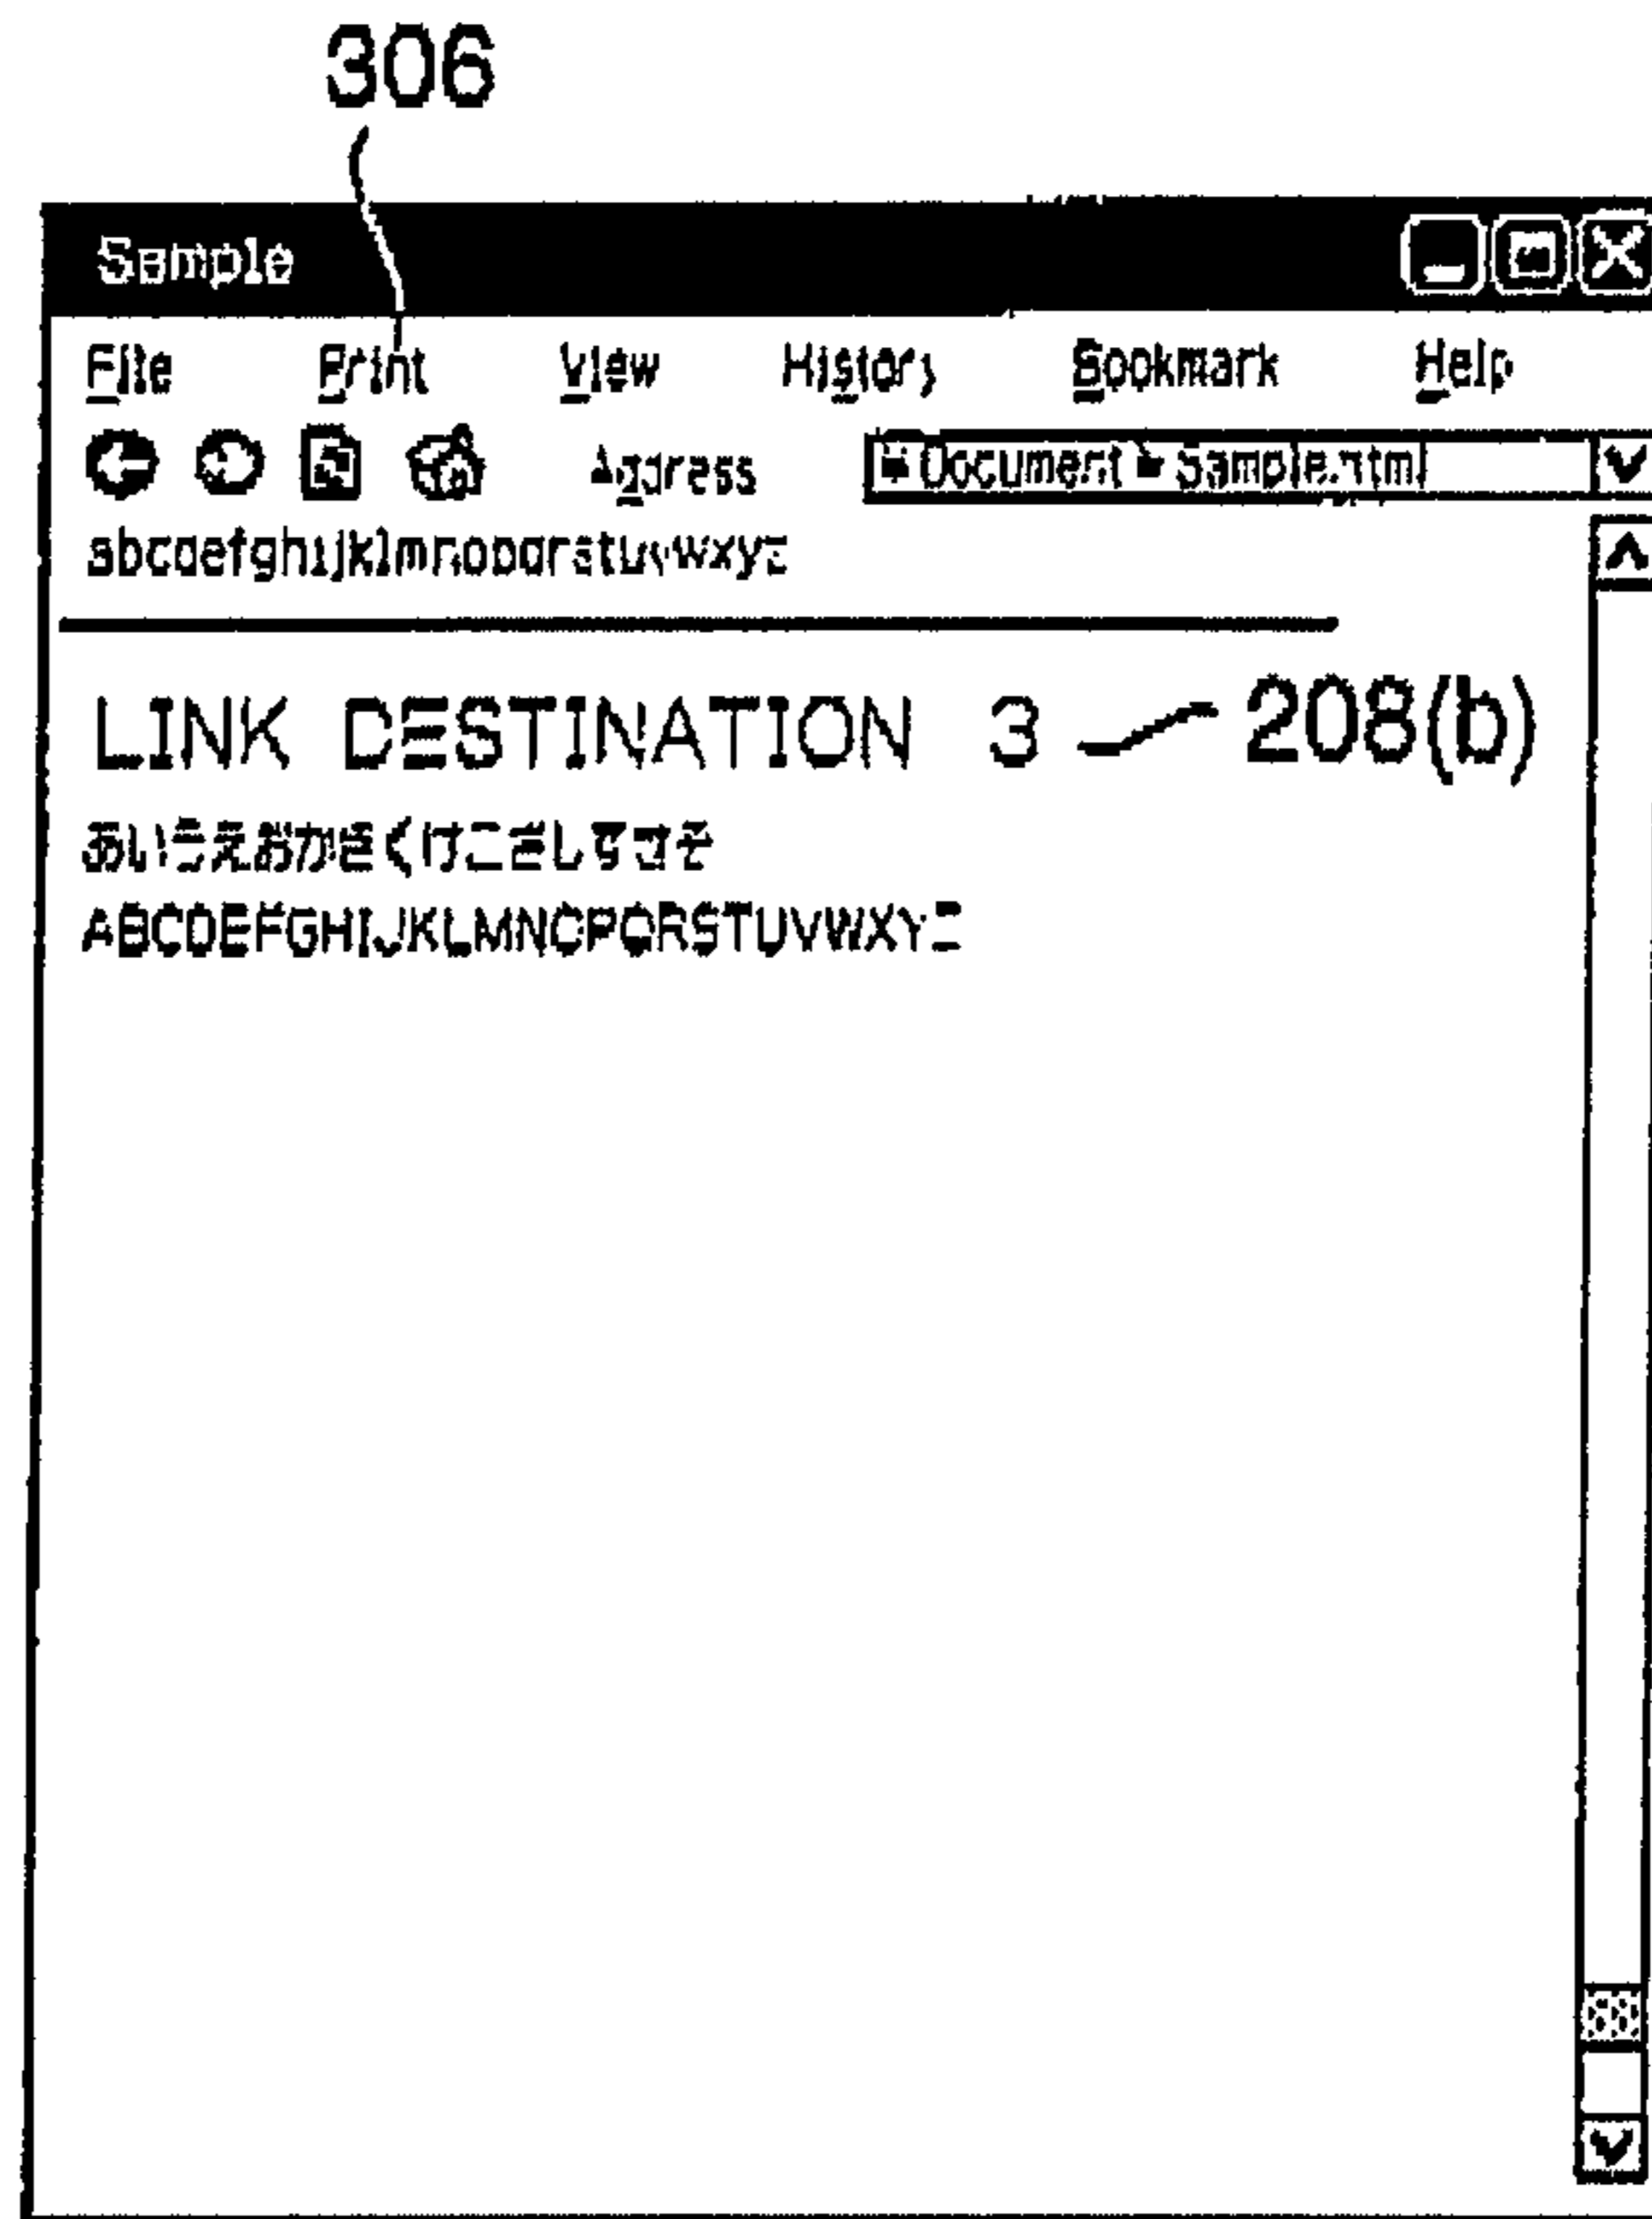 306
Sample
File Print View History Bookmark Help
Address Document Sample.html
abcdefghijklmnopqrstuvwxyz
LINK DESTINATION 3 208(b)
あいうえおかきくけこさしすせそ
ABCDEFGHIJKLMNOPQRSTUVWXYZ